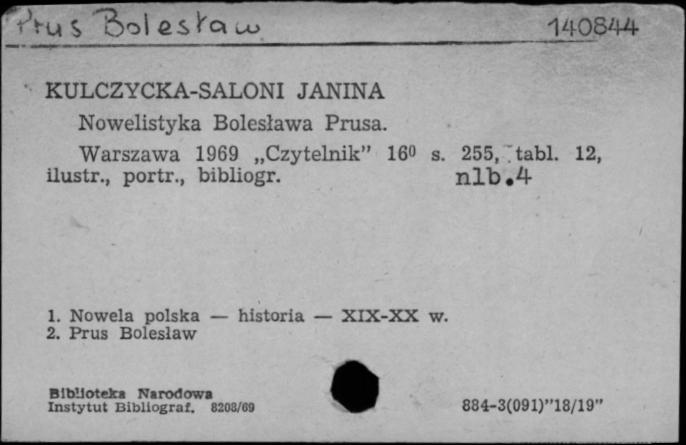 Prus Bolesław 140844
KULCZYCKA-SALONI JANINA
Nowelistyka Bolesława Prusa.
Warszawa 1969 „Czytelnik” 16⁰ s. 255, tabl. 12,
ilustr., portr., bibliogr. nlb.4
1. Nowela polska — historia — XIX-XX w.
2. Prus Bolesław
Biblioteka Narodowa
Instytut Bibliograf. 8208/69 884-3(091)”18/19”